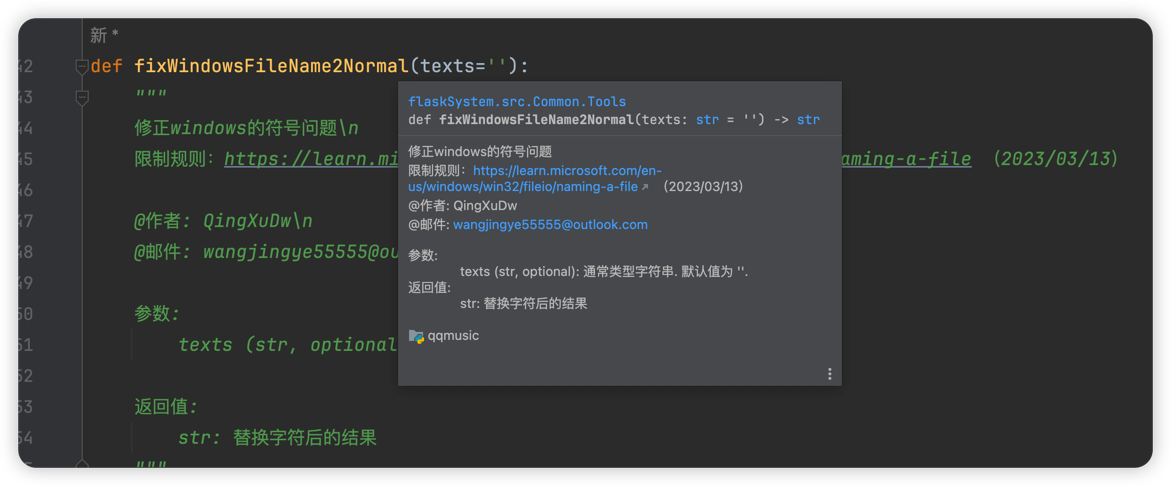 新 *
42 def fixWindowsFileName2Normal(texts=''):
43 """
44 修正windows的符号问题\n
45 限制规则: https://learn.mi aming-a-file (2023/03/13)
46
47 @作者: QingXuDw\n
48 @邮件: wangjingye55555@ou
49
50 参数:
51 texts (str, optional
52
53 返回值:
54 str: 替换字符后的结果
"""
flaskSystem.src.Common.Tools
def fixWindowsFileName2Normal(texts: str = '') -> str
修正windows的符号问题
限制规则: https://learn.microsoft.com/en-
us/windows/win32/fileio/naming-a-file↗ (2023/03/13)
@作者: QingXuDw
@邮件: wangjingye55555@outlook.com
参数:
texts (str, optional): 通常类型字符串. 默认值为 ''.
返回值:
str: 替换字符后的结果
qqmusic